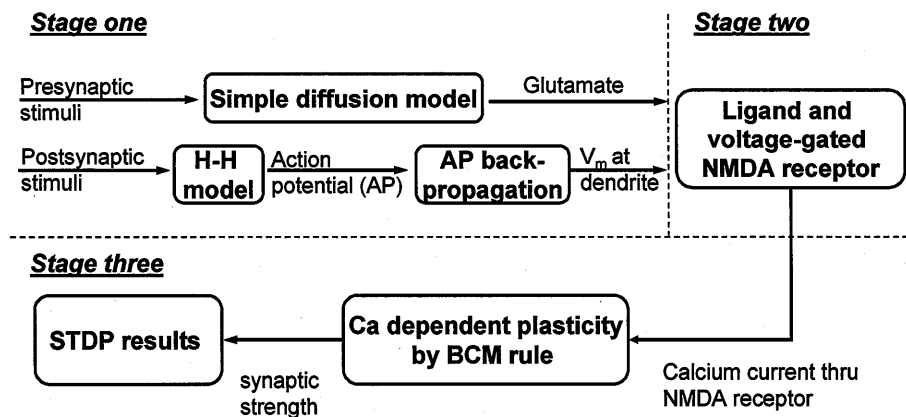 Stage one
Stage two
Presynaptic
stimuli
Simple diffusion model
Glutamate
Ligand and
voltage-gated
NMDA receptor
Postsynaptic
stimuli
H-H
model
Action
potential (AP)
AP back-
propagation
Vm at
dendrite
Stage three
STDP results
synaptic
strength
Ca dependent plasticity
by BCM rule
Calcium current thru
NMDA receptor